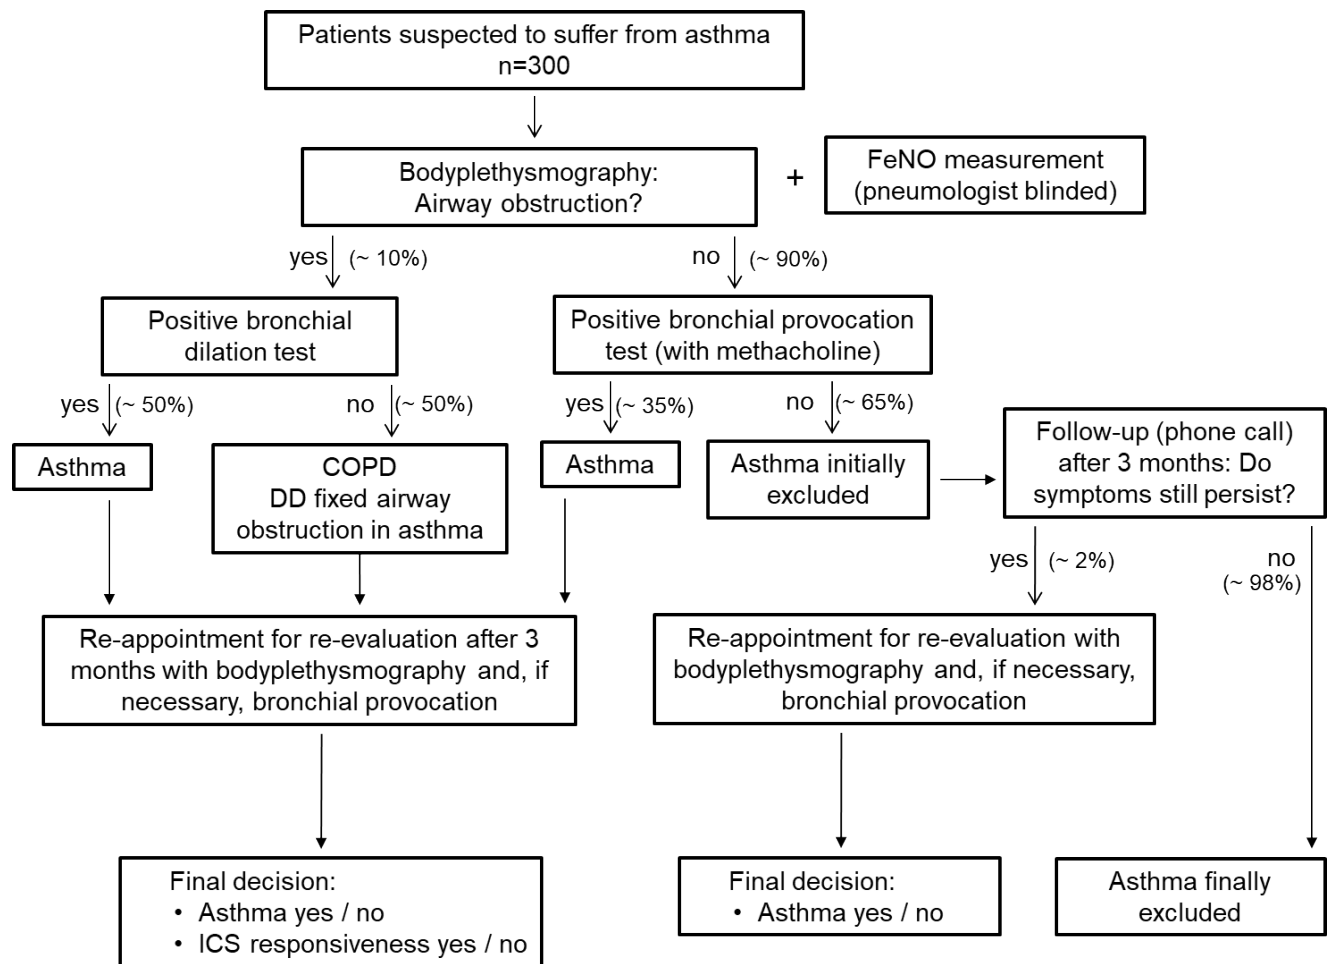 Patients suspected to suffer from asthma
n=300
Bodyplethysmography:
Airway obstruction?
+
FeNO measurement
(pneumologist blinded)
yes (~ 10%)
no (~ 90%)
Positive bronchial
dilation test
Positive bronchial provocation
test (with methacholine)
yes (~ 50%)
no (~ 50%)
yes (~ 35%)
no (~ 65%)
Asthma
COPD
DD fixed airway
obstruction in asthma
Asthma
Asthma initially
excluded
Follow-up (phone call)
after 3 months: Do
symptoms still persist?
yes (~ 2%)
no
(~ 98%)
Re-appointment for re-evaluation after 3
months with bodyplethysmography and, if
necessary, bronchial provocation
Re-appointment for re-evaluation with
bodyplethysmography and, if necessary,
bronchial provocation
Final decision:
• Asthma yes / no
• ICS responsiveness yes / no
Final decision:
• Asthma yes / no
Asthma finally
excluded